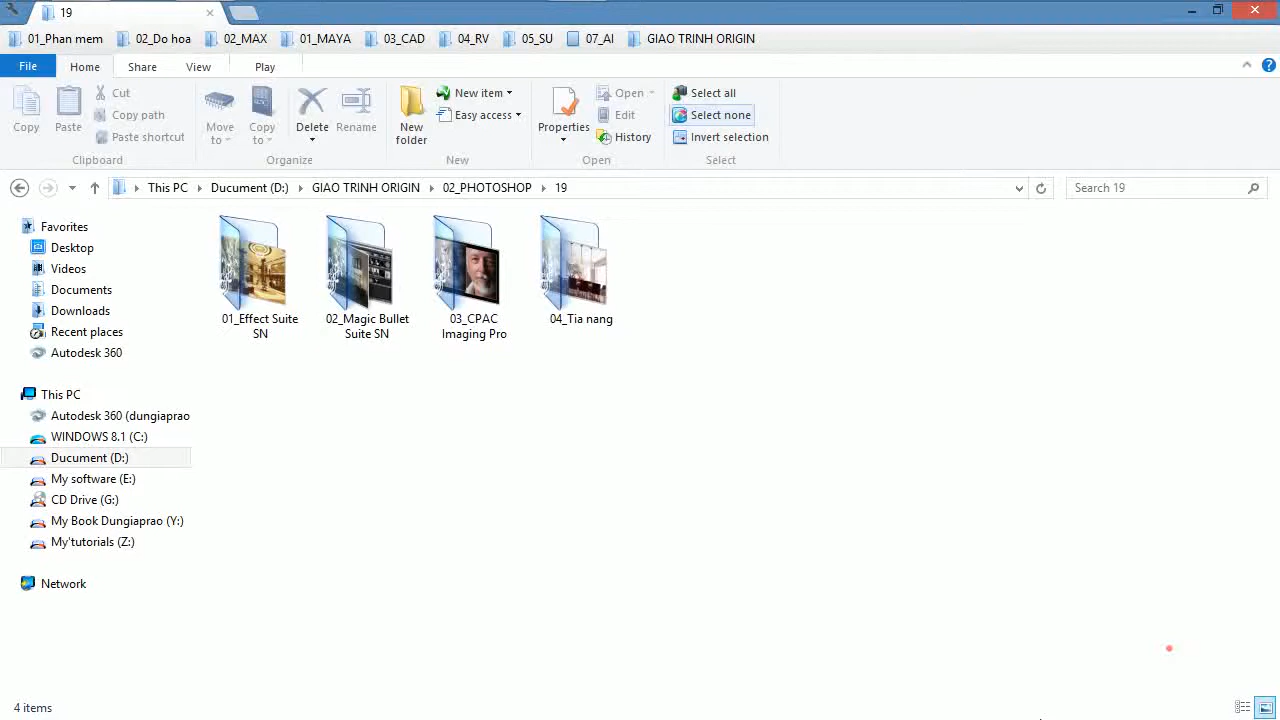 19
01_Phan mem
02_Do hoa
02_MAX
01_MAYA
03_CAD
04_RV
05_SU
07_AI
GIAO TRINH ORIGIN
File
Home
Share
View
Play
Copy
Paste
Cut
Copy path
Paste shortcut
Clipboard
Move to
Copy to
Delete
Rename
Organize
New folder
New item
Easy access
New
Properties
Open
Edit
History
Open
Select all
Select none
Invert selection
Select
This PC
Ducument (D:)
GIAO TRINH ORIGIN
02_PHOTOSHOP
19
Search 19
Favorites
Desktop
Videos
Documents
Downloads
Recent places
Autodesk 360
This PC
Autodesk 360 (dungiaprao
WINDOWS 8.1 (C:)
Ducument (D:)
My software (E:)
CD Drive (G:)
My Book Dungiaprao (Y:)
My'tutorials (Z:)
Network
01_Effect Suite
SN
02_Magic Bullet
Suite SN
03_CPAC
Imaging Pro
04_Tia nang
4 items